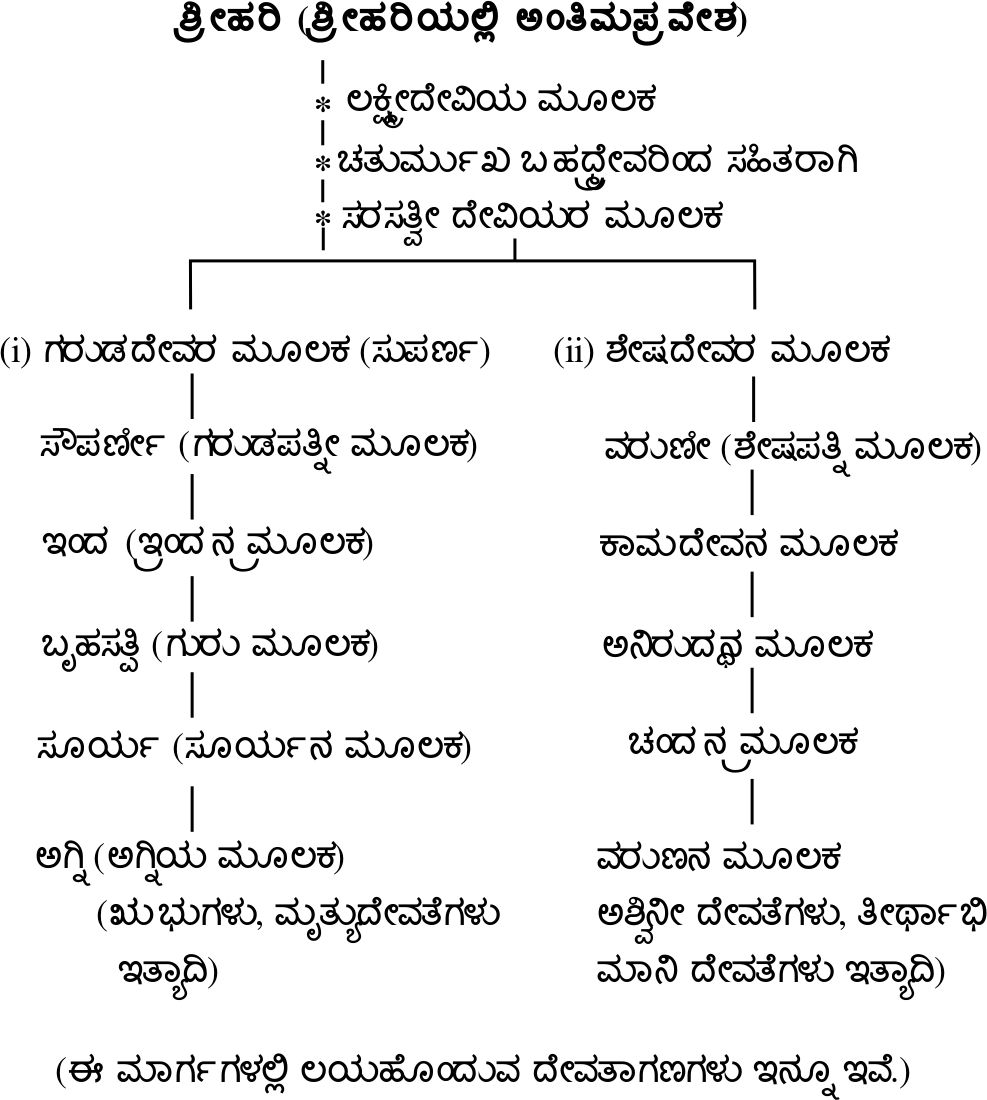 ಶ್ರೀಹರಿ (ಶ್ರೀಹರಿಯಲ್ಲಿ ಅಂತಿಮಪ್ರವೇಶ)
* ಲಕ್ಷ್ಮೀದೇವಿಯ ಮೂಲಕ
* ಚತುರ್ಮುಖ ಬ್ರಹ್ಮದೇವರಿಂದ ಸಹಿತರಾಗಿ
* ಸರಸ್ವತೀ ದೇವಿಯರ ಮೂಲಕ
(i) ಗರುಡದೇವರ ಮೂಲಕ (ಸುಪರ್ಣ)
ಸೌಪರ್ಣೀ (ಗರುಡಪತ್ನೀ ಮೂಲಕ)
ಇಂದ್ರ (ಇಂದ್ರನ ಮೂಲಕ)
ಬೃಹಸ್ಪತಿ (ಗುರು ಮೂಲಕ)
ಸೂರ್ಯ (ಸೂರ್ಯನ ಮೂಲಕ)
ಅಗ್ನಿ (ಅಗ್ನಿಯ ಮೂಲಕ)
(ಋಭುಗಳು, ಮೃತ್ಯುದೇವತೆಗಳು
ಇತ್ಯಾದಿ)
(ii) ಶೇಷದೇವರ ಮೂಲಕ
ವರುಣೀ (ಶೇಷಪತ್ನಿ ಮೂಲಕ)
ಕಾಮದೇವನ ಮೂಲಕ
ಅನಿರುದ್ಧನ ಮೂಲಕ
ಚಂದ್ರನ ಮೂಲಕ
ವರುಣನ ಮೂಲಕ
ಅಶ್ವಿನೀ ದೇವತೆಗಳು, ತೀರ್ಥಾಭಿ
ಮಾನಿ ದೇವತೆಗಳು ಇತ್ಯಾದಿ)
(ಈ ಮಾರ್ಗಗಳಲ್ಲಿ ಲಯಹೊಂದುವ ದೇವತಾಗಣಗಳು ಇನ್ನೂ ಇವೆ.)